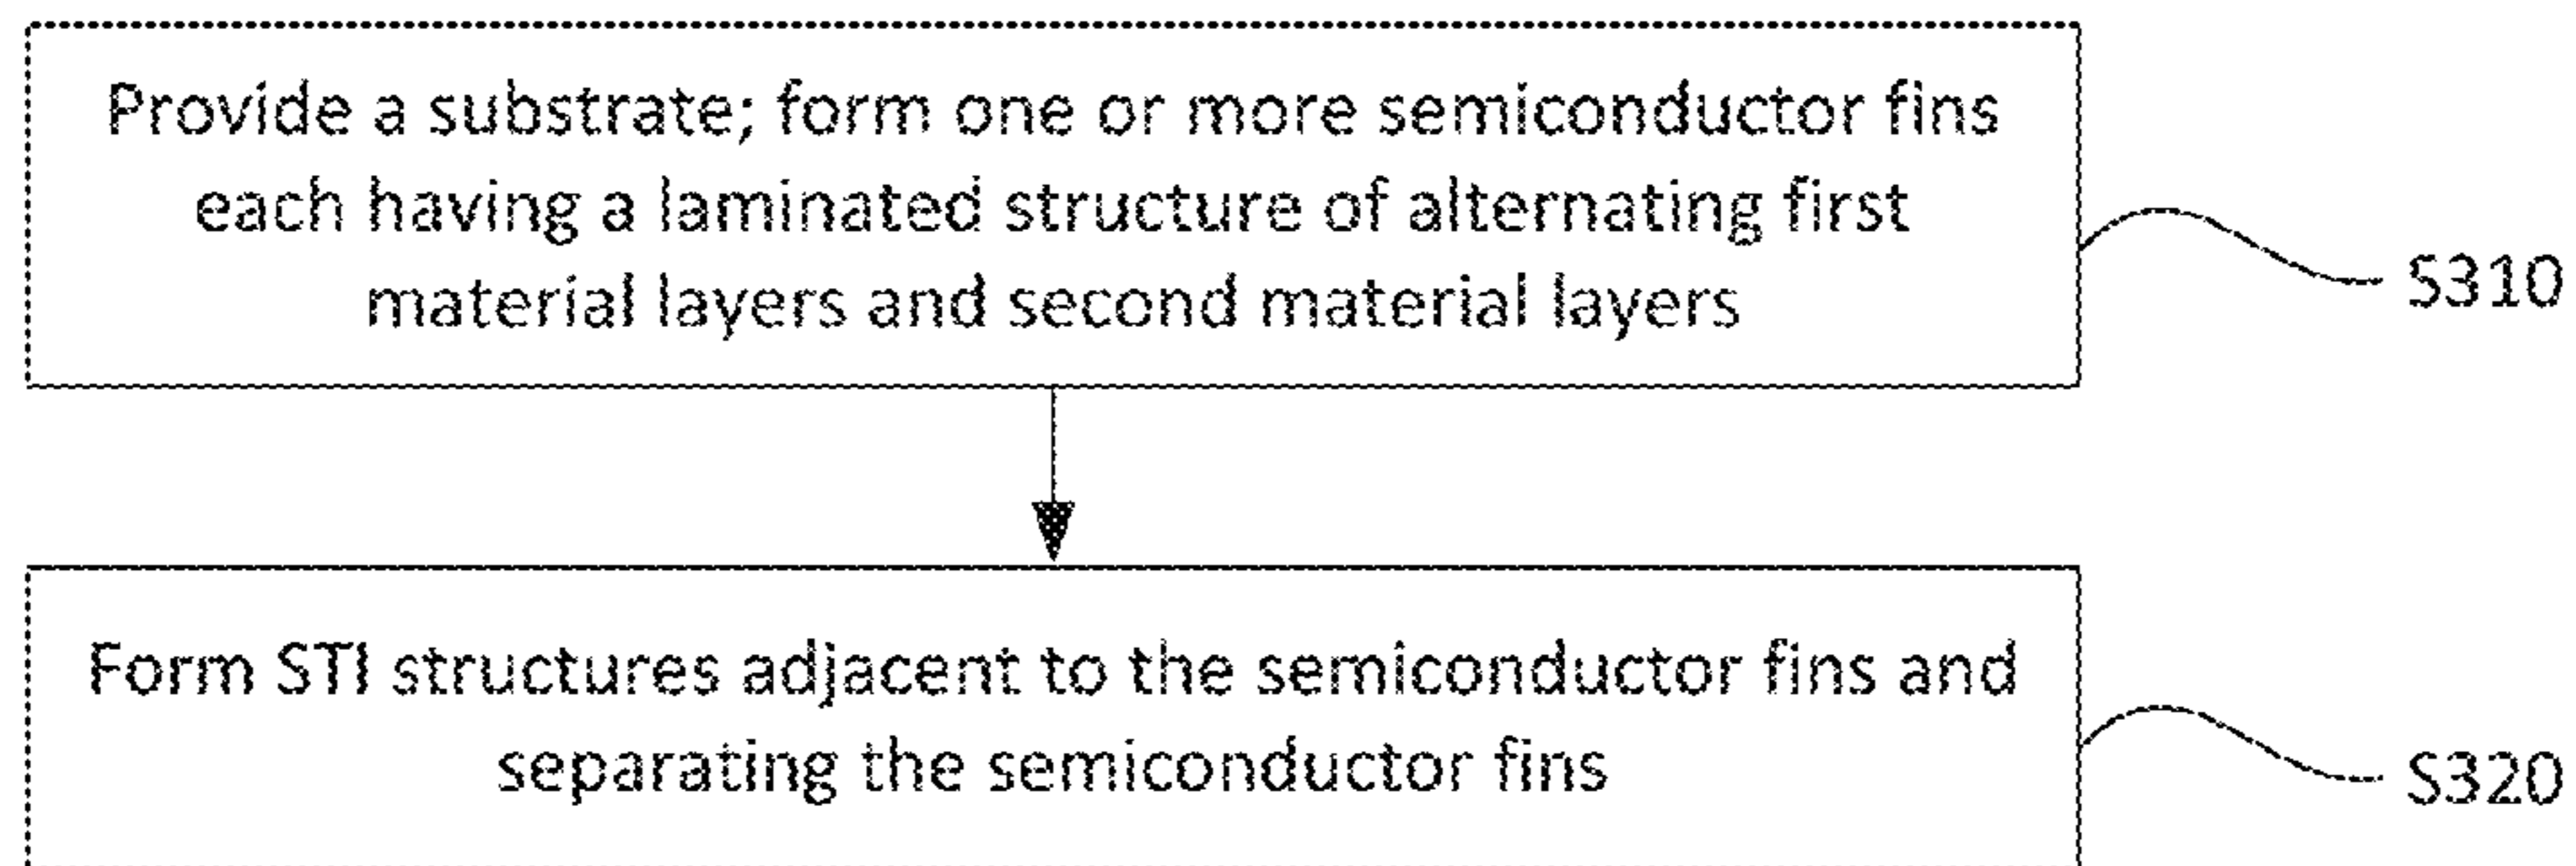 Provide a substrate; form one or more semiconductor fins
each having a laminated structure of alternating first
material layers and second material layers
S310
Form STI structures adjacent to the semiconductor fins and
separating the semiconductor fins
S320